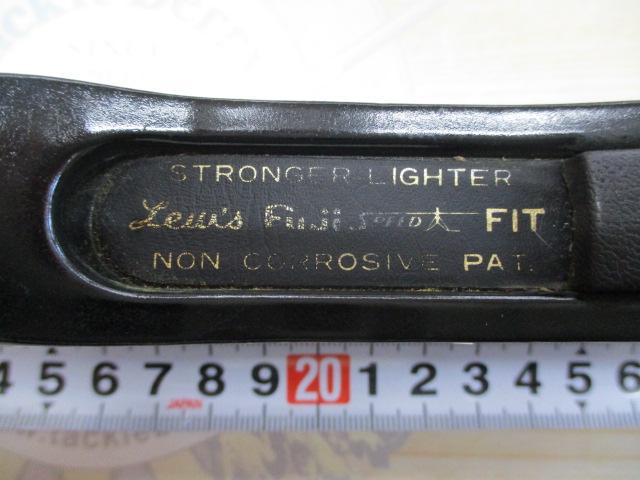 STRONGER LIGHTER
Lew's Fuji SPEED FIT
NON CORROSIVE PAT.
4 5 6 7 8 9 20 1 2 3 4 5 6
JAPAN